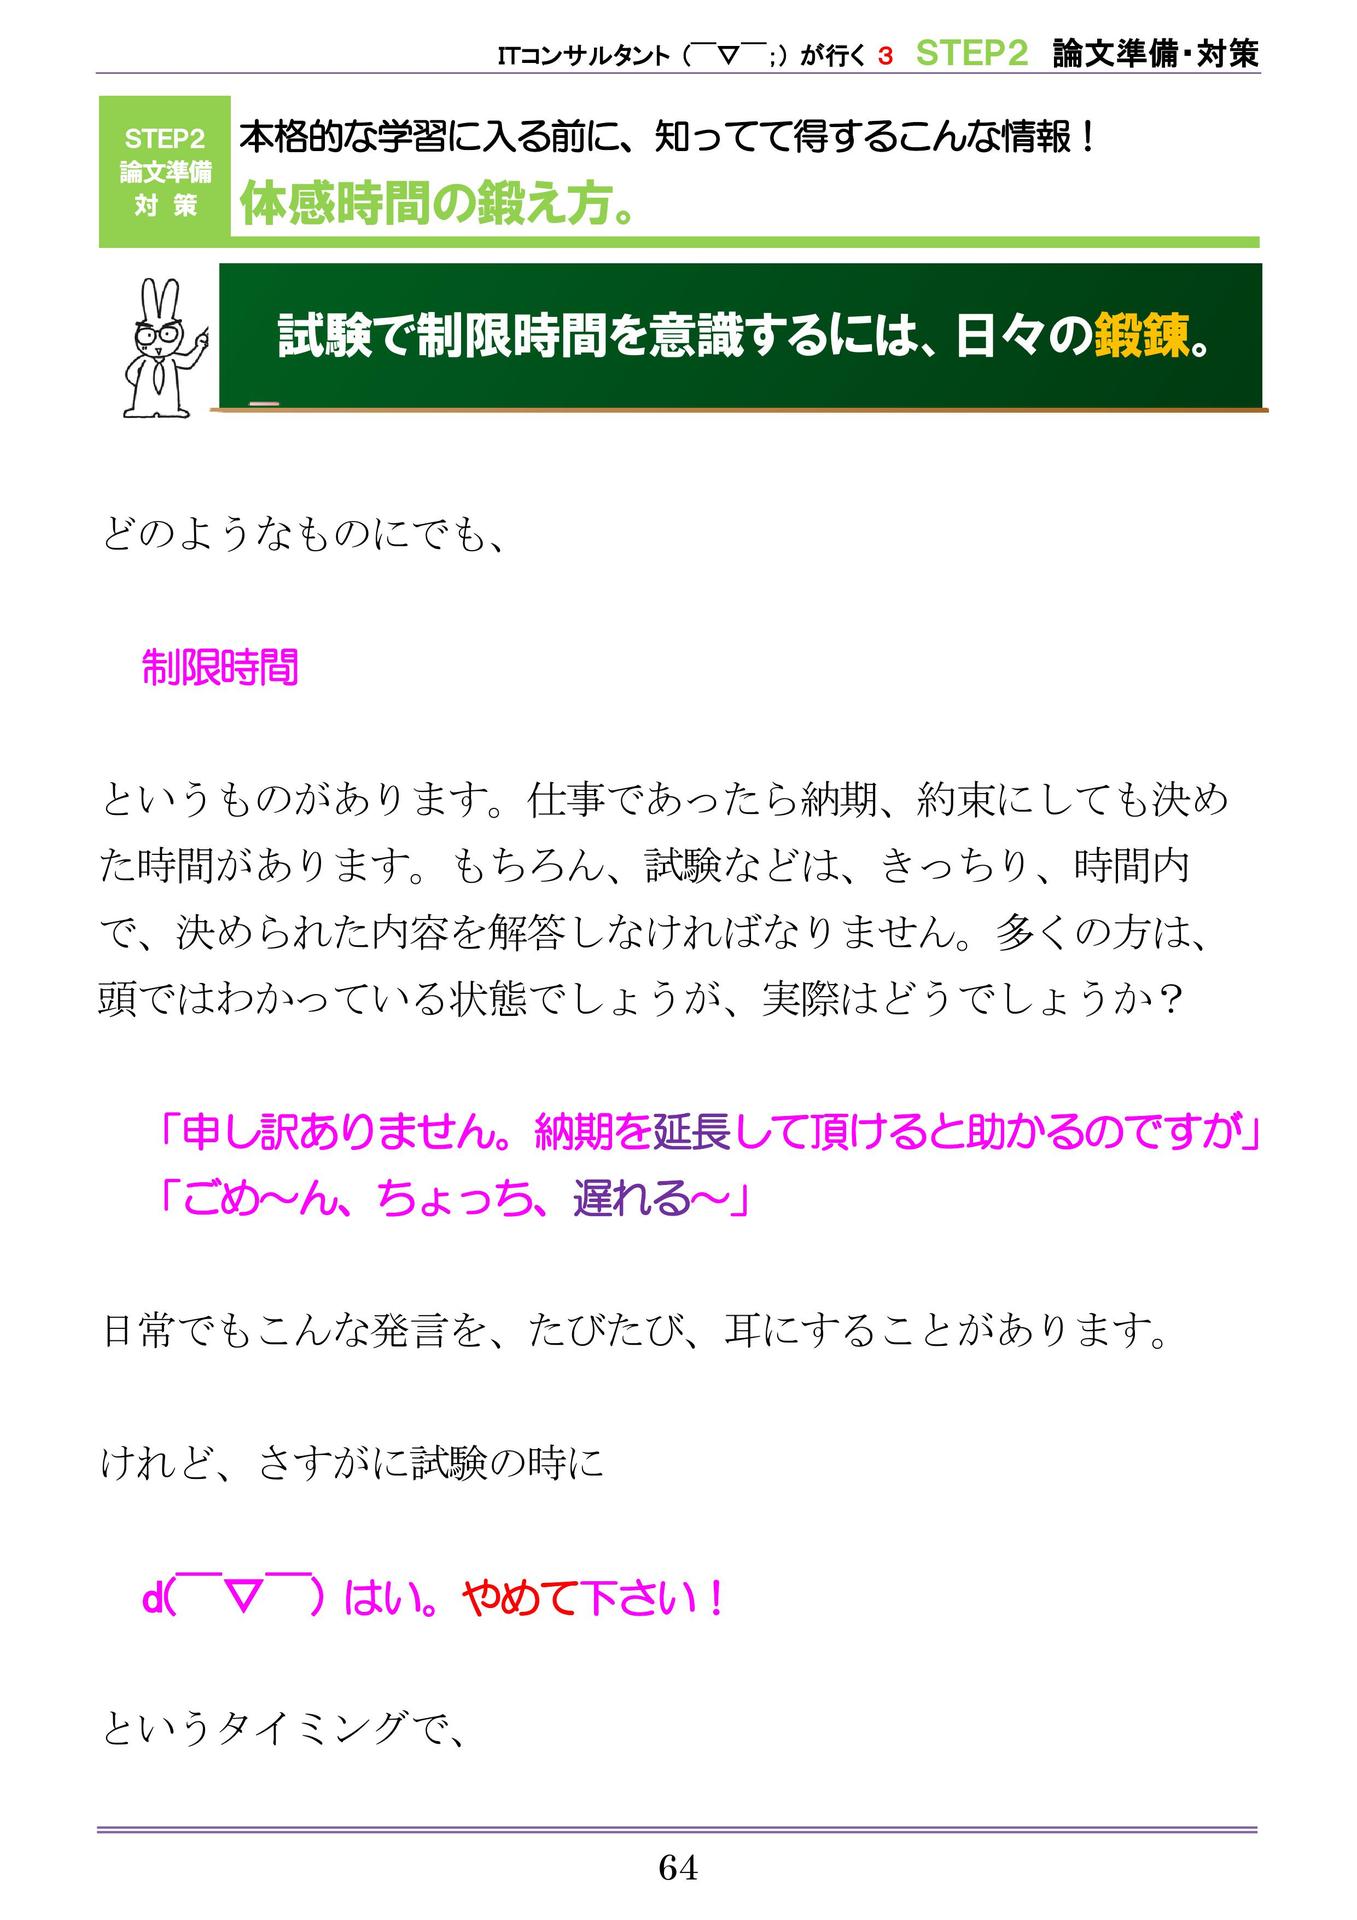 ITコンサルタント（￣▽￣;）が行く 3 STEP2 論文準備・対策
STEP2
論文準備
対 策
本格的な学習に入る前に、知ってて得するこんな情報！
体感時間の鍛え方。
試験で制限時間を意識するには、日々の鍛錬。
どのようなものにでも、
制限時間
というものがあります。仕事であったら納期、約束にしても決め
た時間があります。もちろん、試験などは、きっちり、時間内
で、決められた内容を解答しなければなりません。多くの方は、
頭ではわかっている状態でしょうが、実際はどうでしょうか？
「申し訳ありません。納期を延長して頂けると助かるのですが」
「ごめ～ん、ちょっち、遅れる～」
日常でもこんな発言を、たびたび、耳にすることがあります。
けれど、さすがに試験の時に
d(￣▽￣）はい。やめて下さい！
というタイミングで、
64